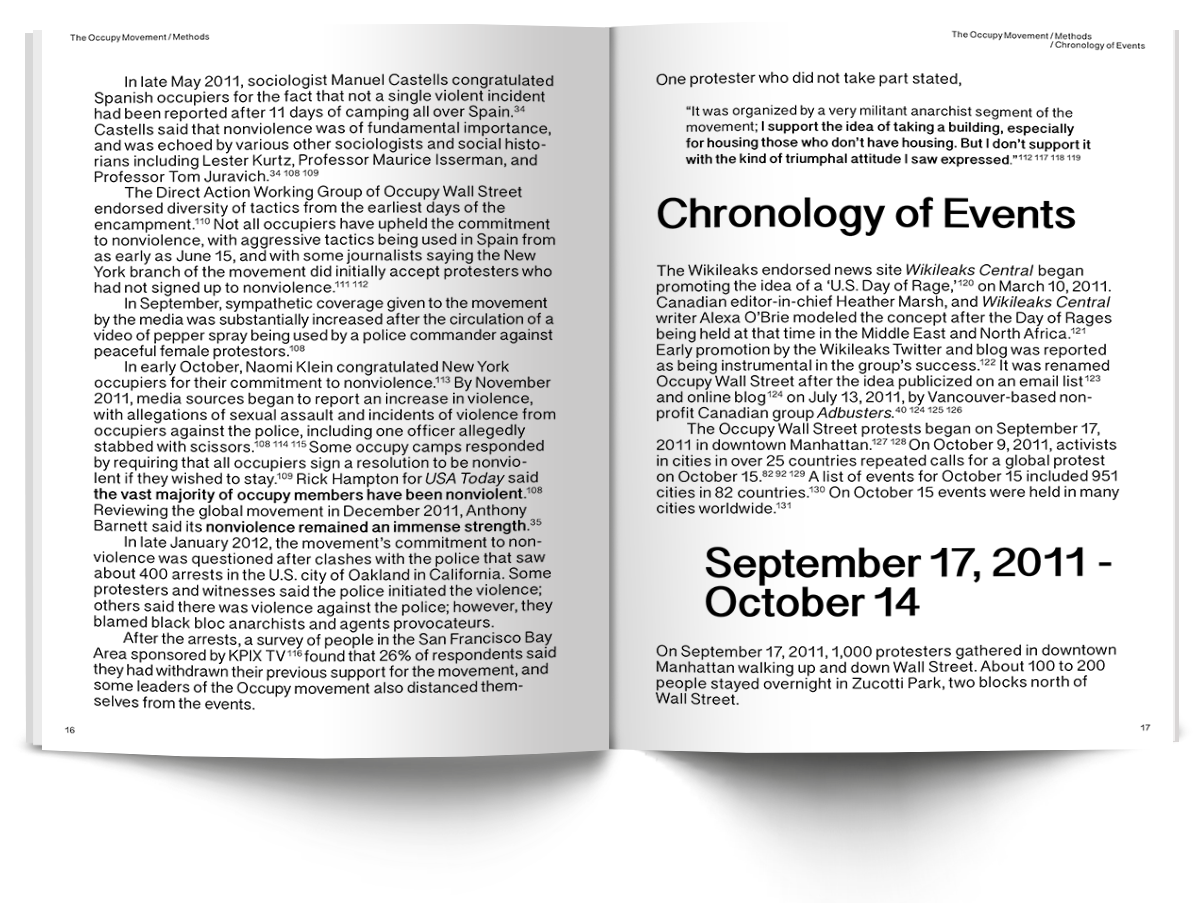 The Occupy Movement / Methods
In late May 2011, sociologist Manuel Castells congratulated
Spanish occupiers for the fact that not a single violent incident
had been reported after 11 days of camping all over Spain.34
Castells said that nonviolence was of fundamental importance,
and was echoed by various other sociologists and social histo-
rians including Lester Kurtz, Professor Maurice Isserman, and
Professor Tom Juravich.34 108 109
The Direct Action Working Group of Occupy Wall Street
endorsed diversity of tactics from the earliest days of the
encampment.110 Not all occupiers have upheld the commitment
to nonviolence, with aggressive tactics being used in Spain from
as early as June 15, and with some journalists saying the New
York branch of the movement did initially accept protesters who
had not signed up to nonviolence.111 112
In September, sympathetic coverage given to the movement
by the media was substantially increased after the circulation of a
video of pepper spray being used by a police commander against
peaceful female protestors.108
In early October, Naomi Klein congratulated New York
occupiers for their commitment to nonviolence.113 By November
2011, media sources began to report an increase in violence,
with allegations of sexual assault and incidents of violence from
occupiers against the police, including one officer allegedly
stabbed with scissors.108 114 115 Some occupy camps responded
by requiring that all occupiers sign a resolution to be nonvio-
lent if they wished to stay.109 Rick Hampton for USA Today said
the vast majority of occupy members have been nonviolent.108
Reviewing the global movement in December 2011, Anthony
Barnett said its nonviolence remained an immense strength.35
In late January 2012, the movement's commitment to non-
violence was questioned after clashes with the police that saw
about 400 arrests in the U.S. city of Oakland in California. Some
protesters and witnesses said the police initiated the violence;
others said there was violence against the police; however, they
blamed black bloc anarchists and agents provocateurs.
After the arrests, a survey of people in the San Francisco Bay
Area sponsored by KPIX TV116 found that 26% of respondents said
they had withdrawn their previous support for the movement, and
some leaders of the Occupy movement also distanced them-
selves from the events.
16
The Occupy Movement / Methods
/ Chronology of Events
One protester who did not take part stated,
"It was organized by a very militant anarchist segment of the
movement; I support the idea of taking a building, especially
for housing those who don't have housing. But I don't support it
with the kind of triumphal attitude I saw expressed."112 117 118 119
Chronology of Events
The Wikileaks endorsed news site Wikileaks Central began
promoting the idea of a 'U.S. Day of Rage,'120 on March 10, 2011.
Canadian editor-in-chief Heather Marsh, and Wikileaks Central
writer Alexa O'Brie modeled the concept after the Day of Rages
being held at that time in the Middle East and North Africa.121
Early promotion by the Wikileaks Twitter and blog was reported
as being instrumental in the group's success.122 It was renamed
Occupy Wall Street after the idea publicized on an email list123
and online blog124 on July 13, 2011, by Vancouver-based non-
profit Canadian group Adbusters.40 124 125 126
The Occupy Wall Street protests began on September 17,
2011 in downtown Manhattan.127 128 On October 9, 2011, activists
in cities in over 25 countries repeated calls for a global protest
on October 15.82 92 129 A list of events for October 15 included 951
cities in 82 countries.130 On October 15 events were held in many
cities worldwide.131
September 17, 2011 -
October 14
On September 17, 2011, 1,000 protesters gathered in downtown
Manhattan walking up and down Wall Street. About 100 to 200
people stayed overnight in Zucotti Park, two blocks north of
Wall Street.
17